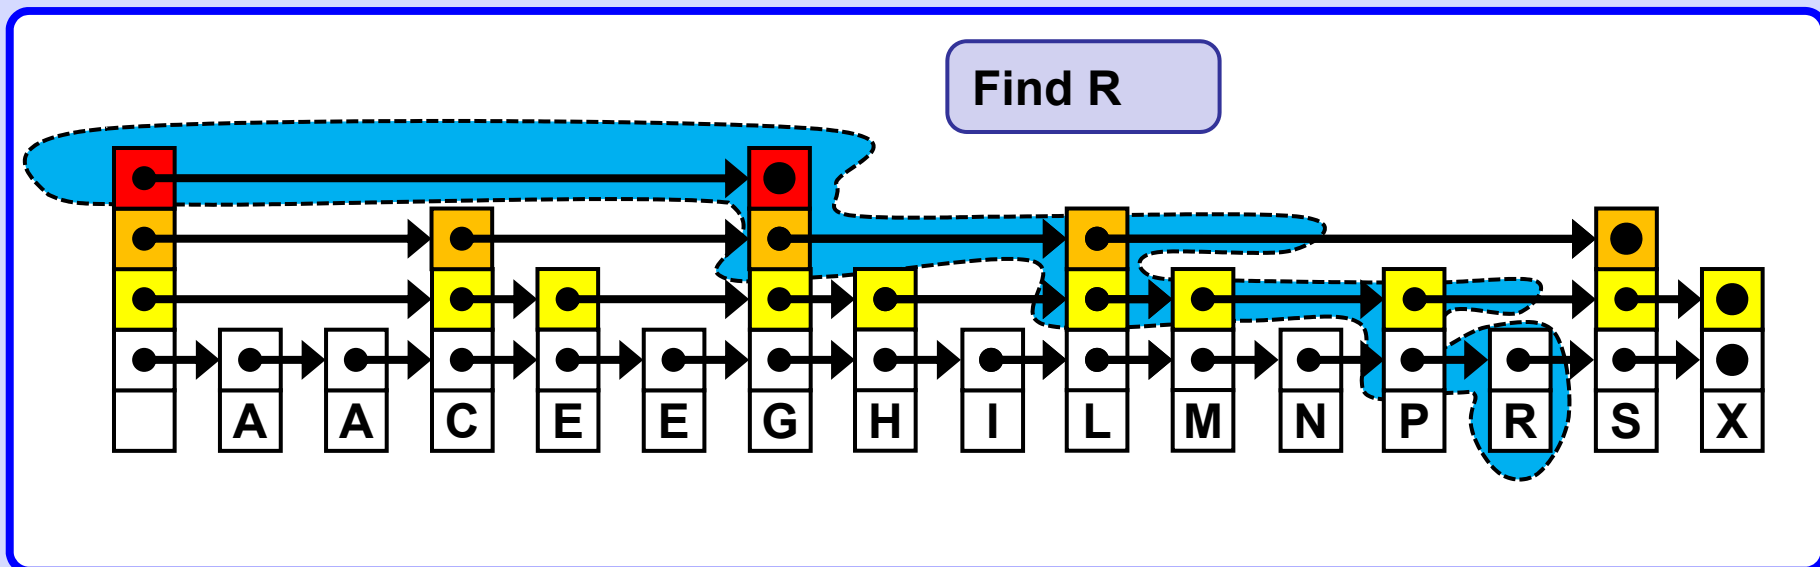 Find R
A A C E E G H I L M N P R S X